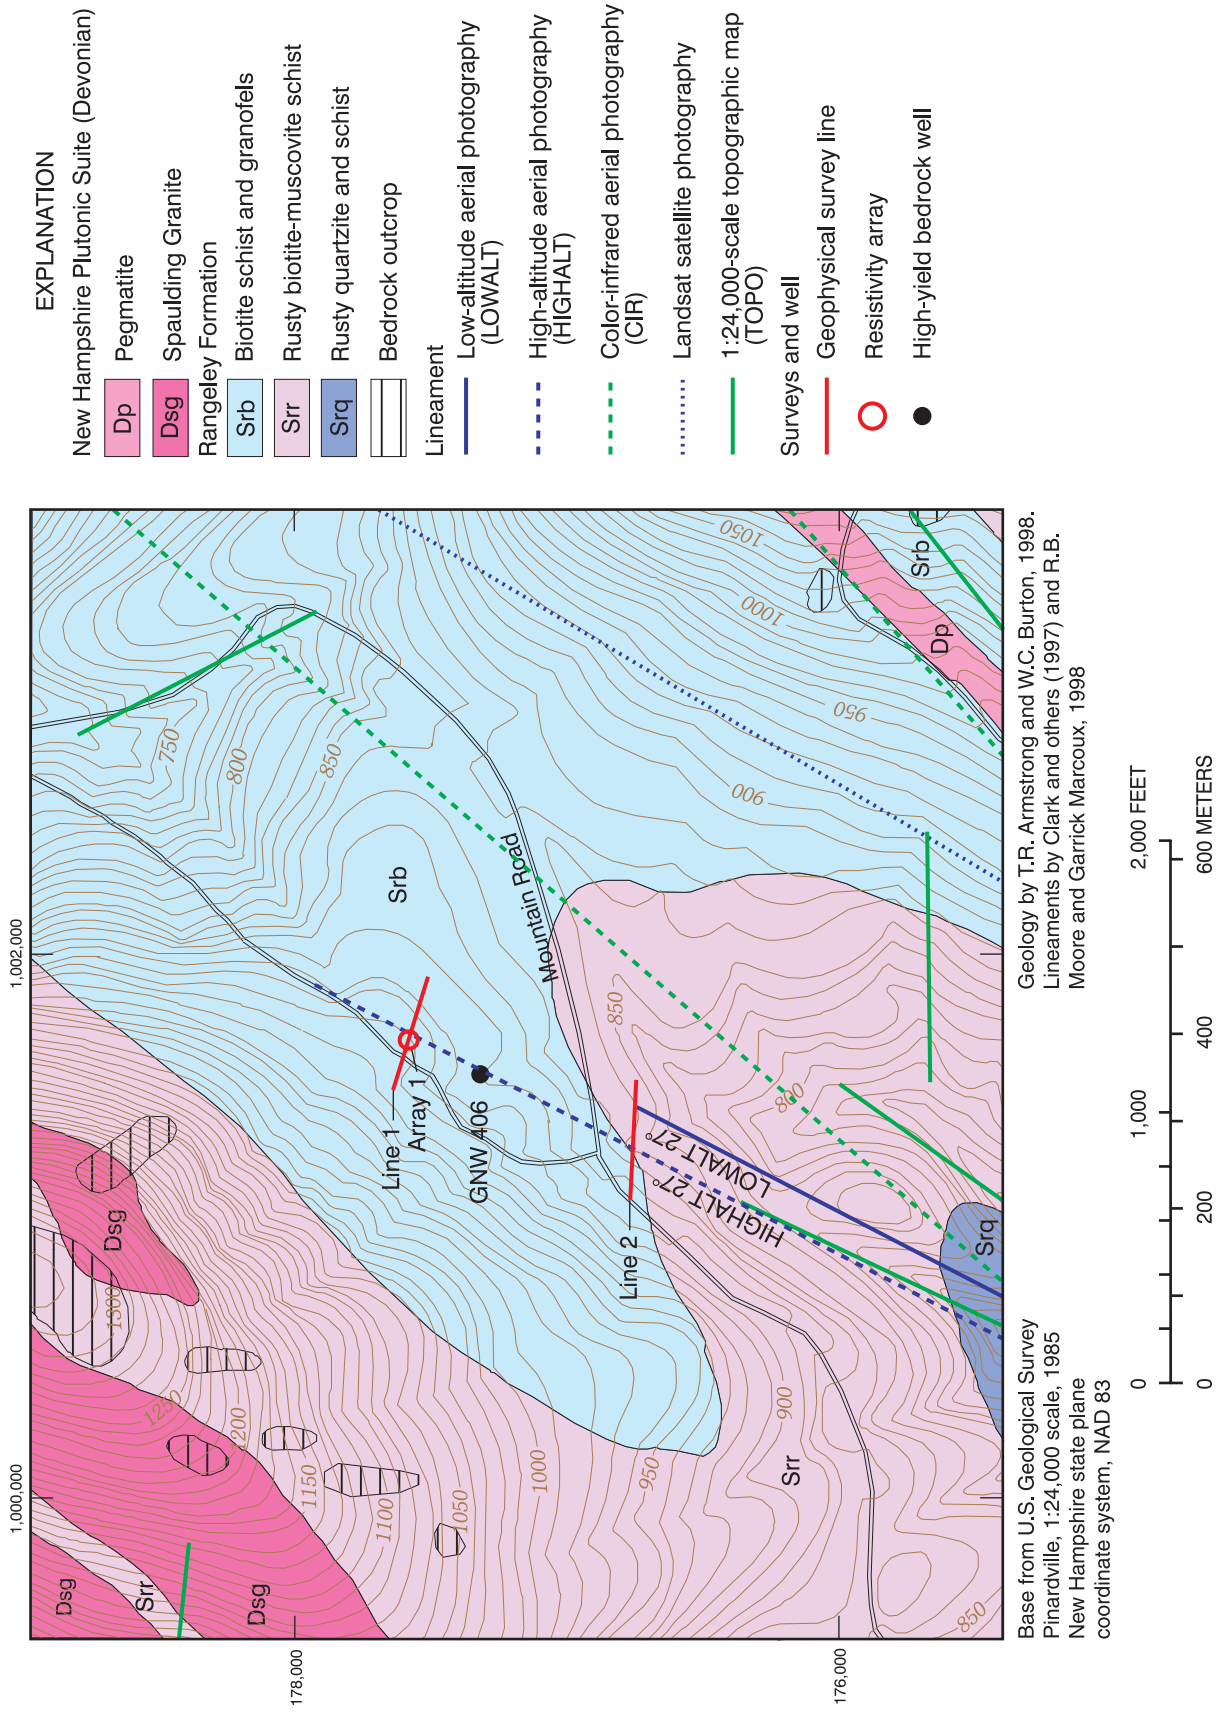 1,000,000
1,002,000
178,000
176,000
Dsg
Srr
Dsg
Dsg
1300
1250
1200
1150
1100
1050
1000
950
900
850
Srr
Srb
750
800
850
Mountain Road
Line 1
Array 1
GNW 406
Line 2
HIGHALT 27°
LOWALT 27°
850
800
Srq
900
950
1000
1050
Dp
Srb
EXPLANATION
New Hampshire Plutonic Suite (Devonian)
Dp Pegmatite
Dsg Spaulding Granite
Rangeley Formation
Srb Biotite schist and granofels
Srr Rusty biotite-muscovite schist
Srq Rusty quartzite and schist
Bedrock outcrop
Lineament
Low-altitude aerial photography
(LOWALT)
High-altitude aerial photography
(HIGHALT)
Color-infrared aerial photography
(CIR)
Landsat satellite photography
1:24,000-scale topographic map
(TOPO)
Surveys and well
Geophysical survey line
Resistivity array
High-yield bedrock well
Base from U.S. Geological Survey
Pinardville, 1:24,000 scale, 1985
New Hampshire state plane
coordinate system, NAD 83
0 1,000 2,000 FEET
0 200 400 600 METERS
Geology by T.R. Armstrong and W.C. Burton, 1998.
Lineaments by Clark and others (1997) and R.B.
Moore and Garrick Marcoux, 1998